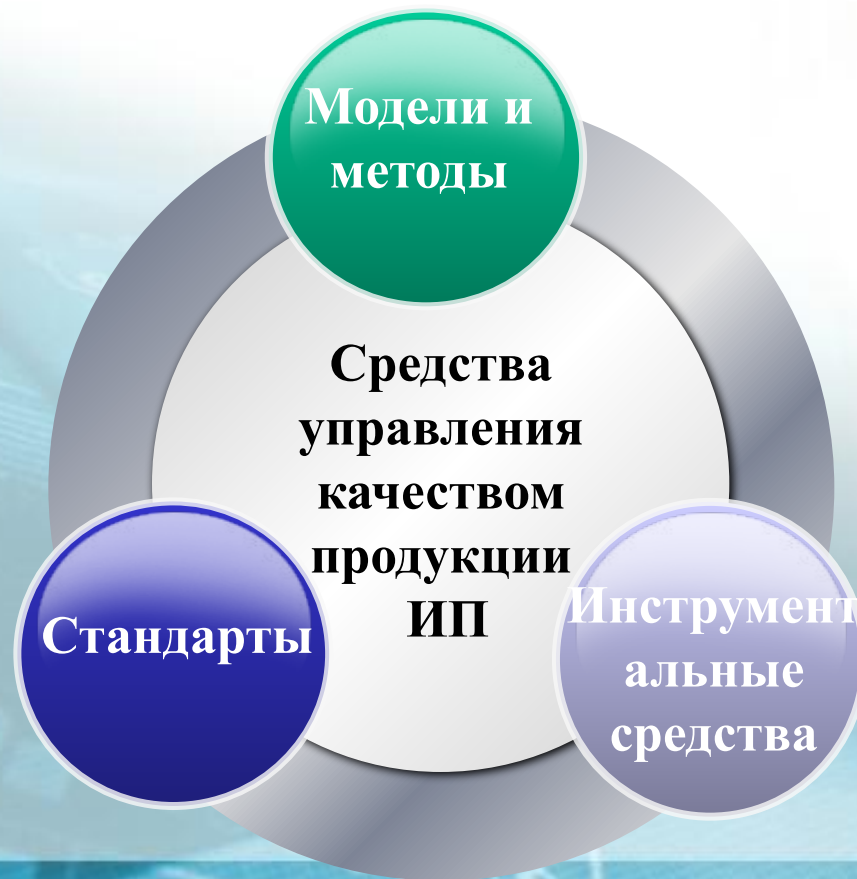 Модели и
методы
Средства
управления
качеством
продукции
ИП
Стандарты
Инструмент
альные
средства